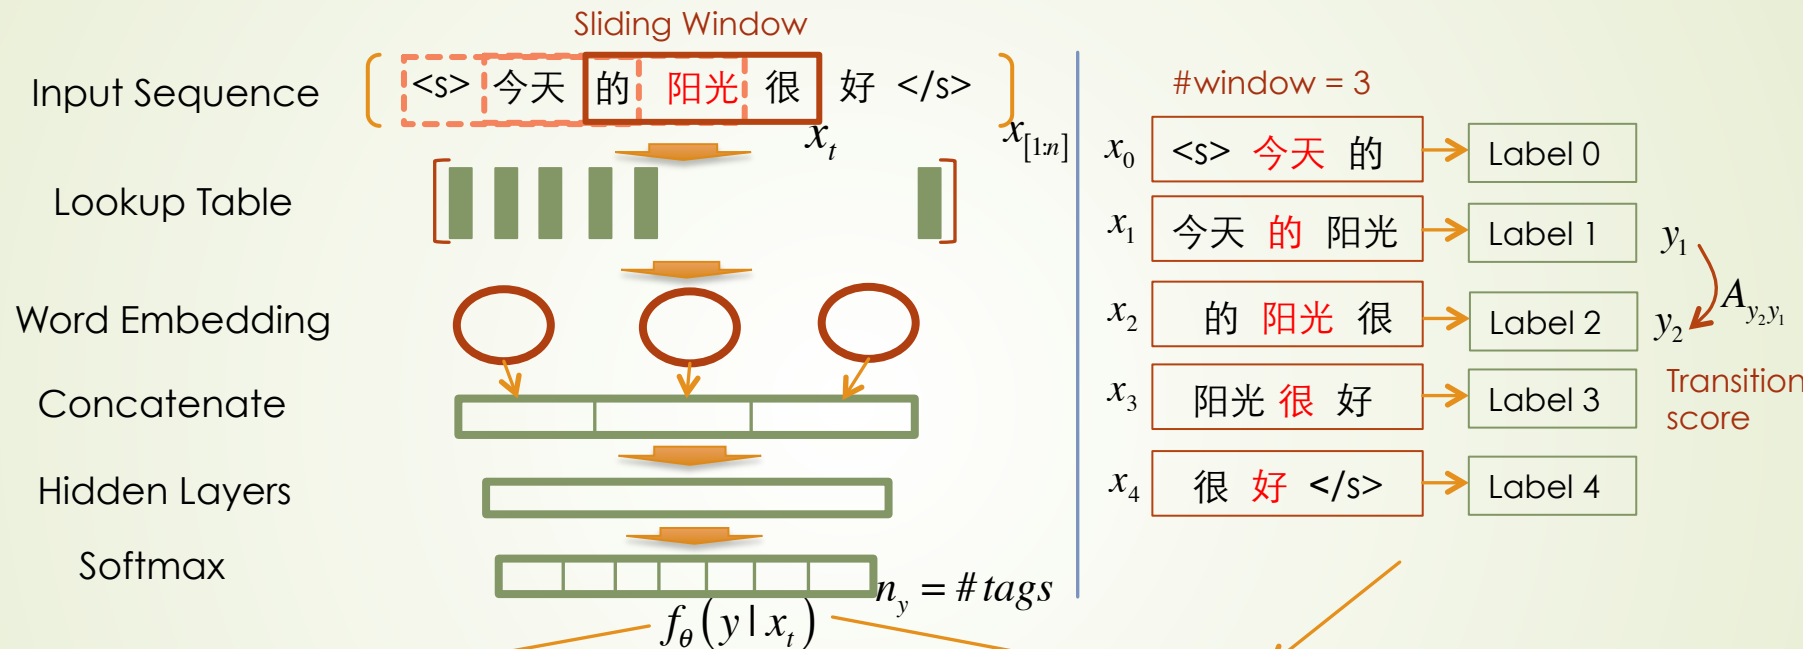 Sliding Window
Input Sequence
<s> 今天 的 阳光 很 好 </s>
x_t
x_[1:n]
Lookup Table
Word Embedding
Concatenate
Hidden Layers
Softmax
n_y = # tags
f_θ(y | x_t)
#window = 3
x_0 <s> 今天 的 Label 0
x_1 今天 的 阳光 Label 1 y_1
x_2 的 阳光 很 Label 2 y_2 A_{y_2 y_1}
x_3 阳光 很 好 Label 3
Transition
score
x_4 很 好 </s> Label 4